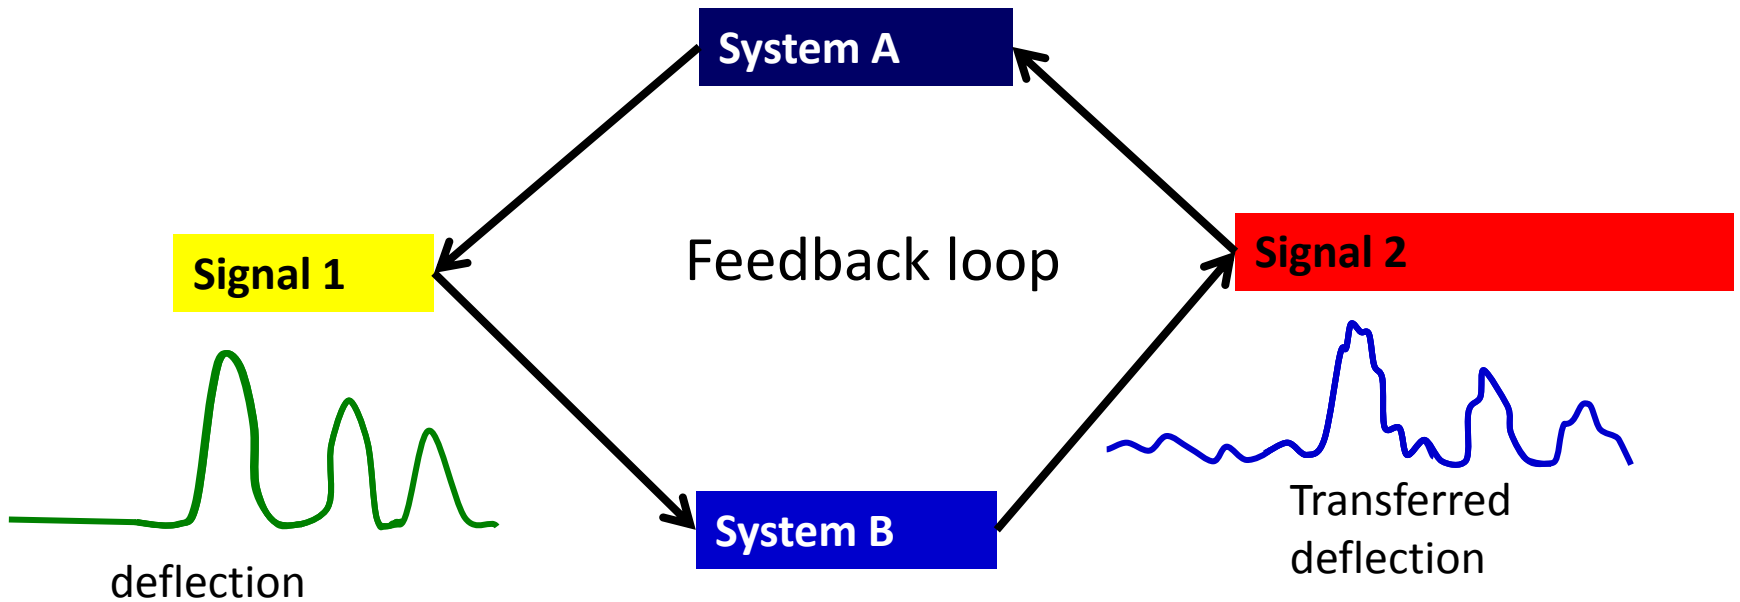 System A
Signal 1
Feedback loop
Signal 2
System B
deflection
Transferred
deflection